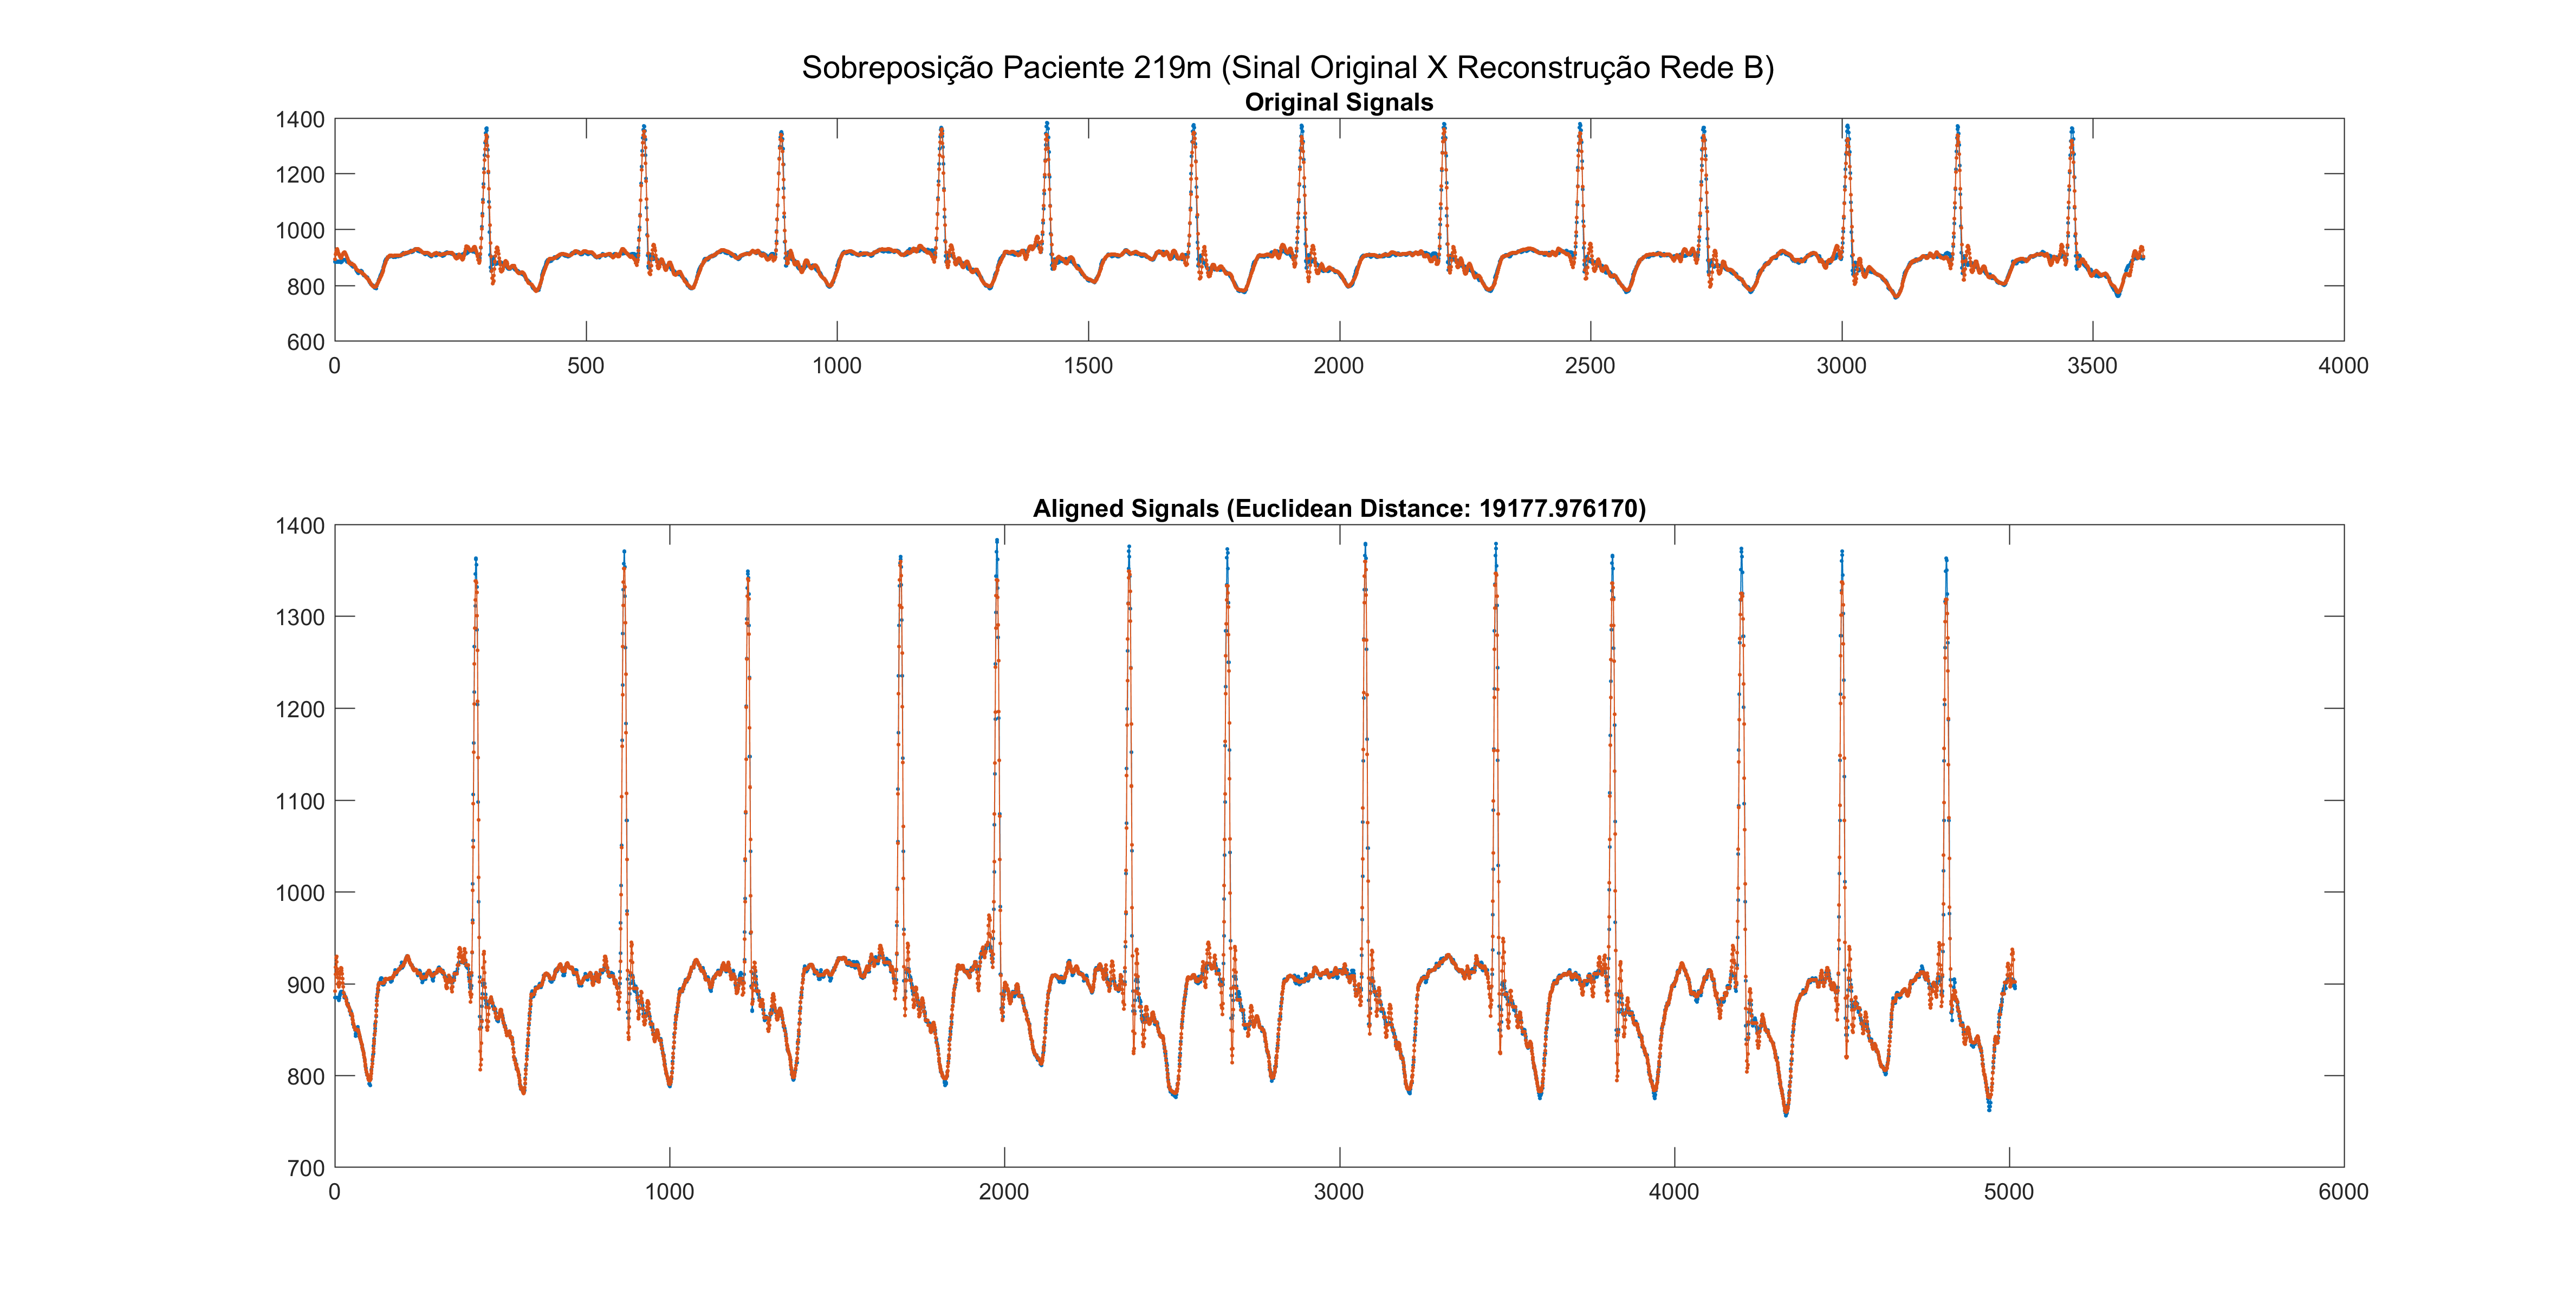 Sobreposição Paciente 219m (Sinal Original X Reconstrução Rede B)
Original Signals
1400
1200
1000
800
600
0 500 1000 1500 2000 2500 3000 3500 4000
Aligned Signals (Euclidean Distance: 19177.976170)
1400
1300
1200
1100
1000
900
800
700
0 1000 2000 3000 4000 5000 6000